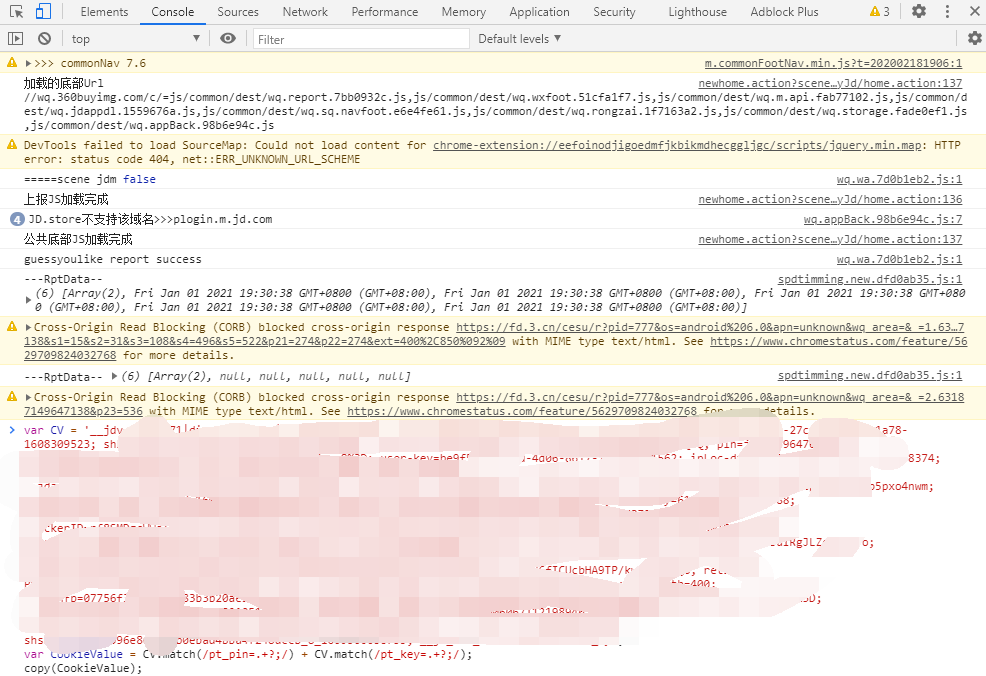 Elements Console Sources Network Performance Memory Application Security Lighthouse Adblock Plus 3
top Filter Default levels
>>> commonNav 7.6 m.commonFootNav.min.js?t=202002181906:1
加载的底部Url newhome.action?scene…yJd/home.action:137
//wq.360buyimg.com/c/=js/common/dest/wq.report.7bb0932c.js,js/common/dest/wq.wxfoot.51cfa1f7.js,js/common/dest/wq.m.api.fab77102.js,js/common/d
est/wq.jdappdl.1559676a.js,js/common/dest/wq.sq.navfoot.e6e4fe61.js,js/common/dest/wq.rongzai.1f7163a2.js,js/common/dest/wq.storage.fade0ef1.js
,js/common/dest/wq.appBack.98b6e94c.js
DevTools failed to load SourceMap: Could not load content for chrome-extension://eefoinodjigoedmfjkbikmdhecggljgc/scripts/jquery.min.map: HTTP
error: status code 404, net::ERR_UNKNOWN_URL_SCHEME
=====scene jdm false wq.wa.7d0b1eb2.js:1
上报JS加载完成 newhome.action?scene…yJd/home.action:136
4 JD.store不支持该域名>>>plogin.m.jd.com wq.appBack.98b6e94c.js:7
公共底部JS加载完成 newhome.action?scene…yJd/home.action:137
guessyoulike report success wq.wa.7d0b1eb2.js:1
---RptData-- spdtimming.new.dfd0ab35.js:1
(6) [Array(2), Fri Jan 01 2021 19:30:38 GMT+0800 (GMT+08:00), Fri Jan 01 2021 19:30:38 GMT+0800 (GMT+08:00), Fri Jan 01 2021 19:30:38 GMT+080
0 (GMT+08:00), Fri Jan 01 2021 19:30:38 GMT+0800 (GMT+08:00), Fri Jan 01 2021 19:30:38 GMT+0800 (GMT+08:00)]
Cross-Origin Read Blocking (CORB) blocked cross-origin response https://fd.3.cn/cesu/r?pid=777&os=android%206.0&apn=unknown&wq_area=&_=1.63…7
138&s1=15&s2=31&s3=108&s4=496&s5=522&p21=274&p22=274&ext=400%2C850%092%09 with MIME type text/html. See https://www.chromestatus.com/feature/56
29709824032768 for more details.
---RptData-- (6) [Array(2), null, null, null, null, null] spdtimming.new.dfd0ab35.js:1
Cross-Origin Read Blocking (CORB) blocked cross-origin response https://fd.3.cn/cesu/r?pid=777&os=android%206.0&apn=unknown&wq_area=&_=2.6318
7149647138&p23=536 with MIME type text/html. See https://www.chromestatus.com/feature/5629709824032768 for more details.
var CV = '__jdv
1608309523;
var CookieValue = CV.match(/pt_pin=.+?;/) + CV.match(/pt_key=.+?;/);
copy(CookieValue);